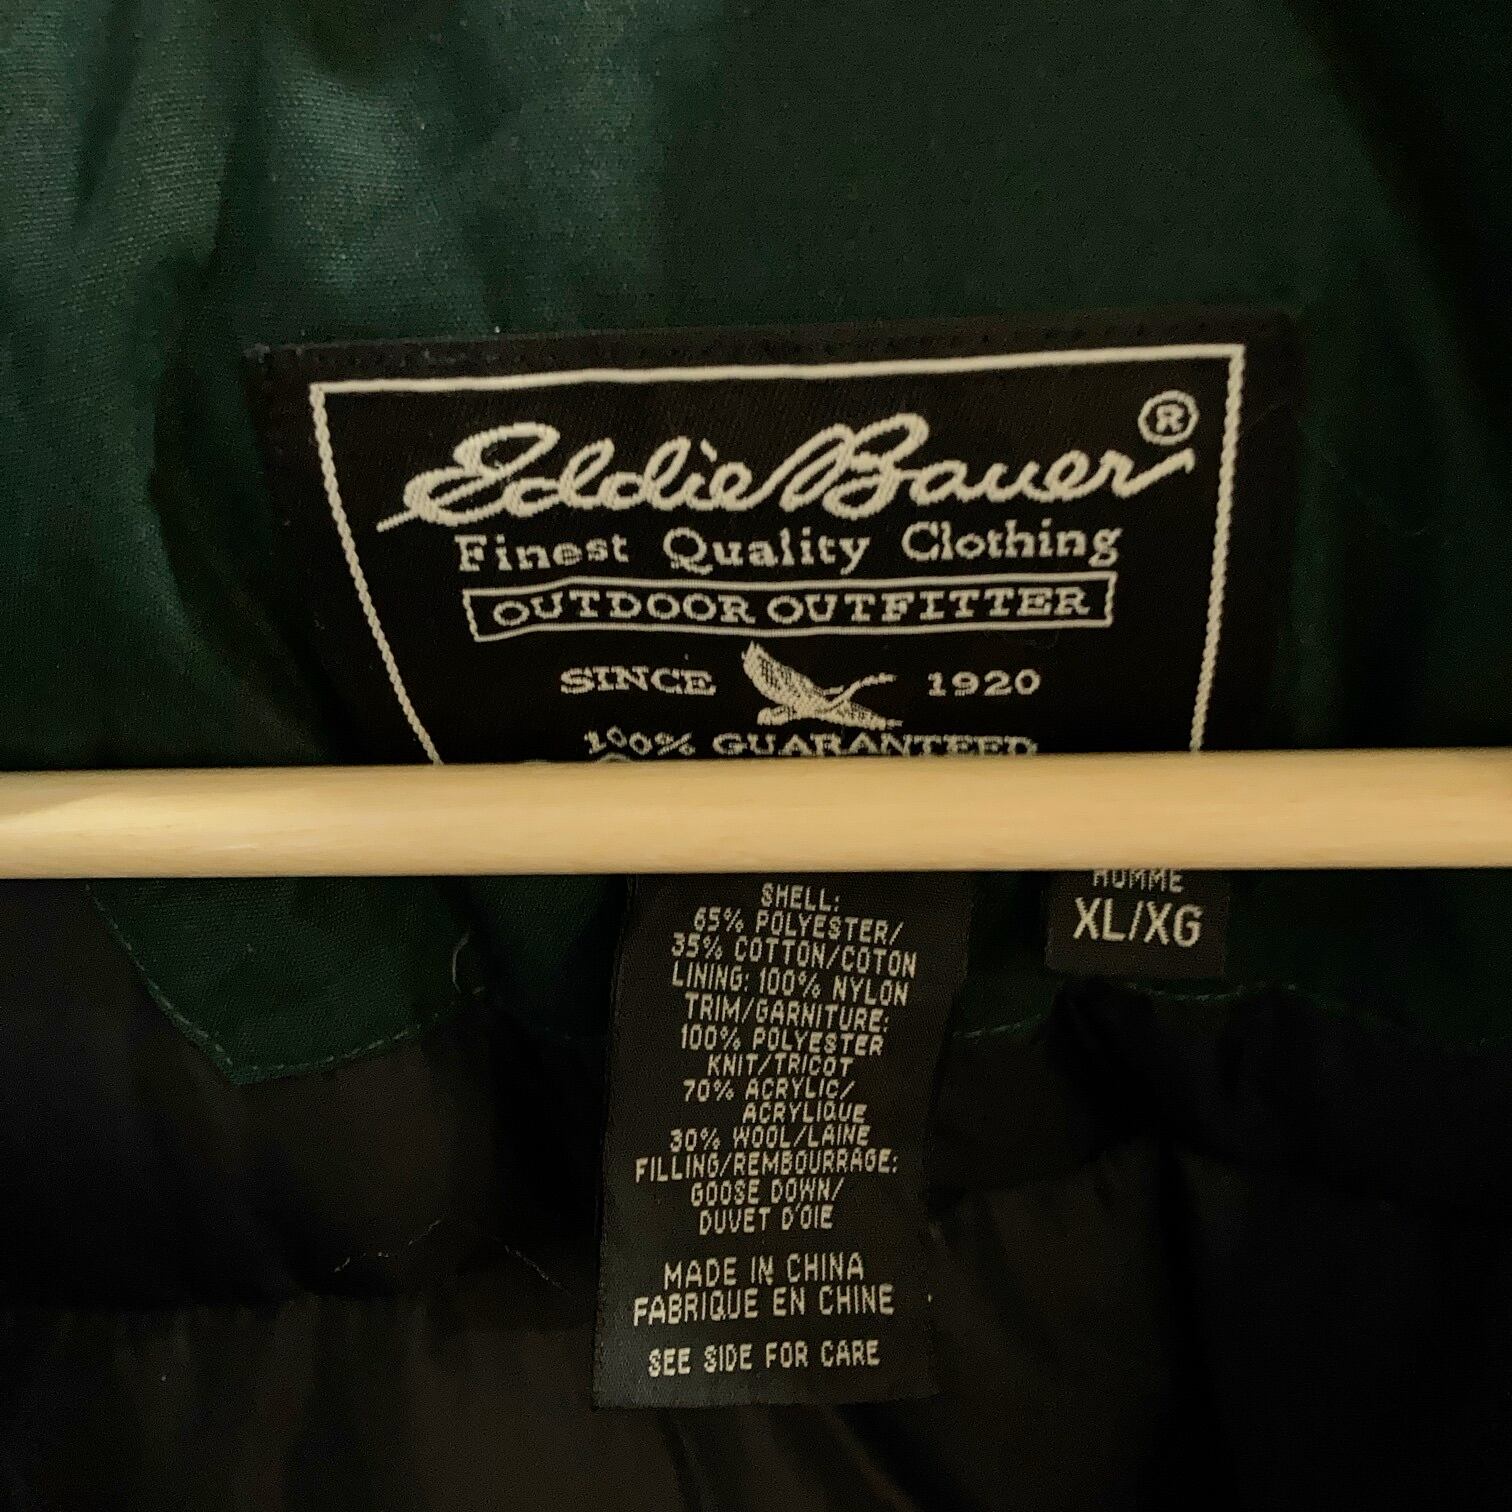 Eddie Bauer®
Finest Quality Clothing
OUTDOOR OUTFITTER
SINCE 1920
100% GUARANTEED
HOMME
XL/XG
SHELL:
65% POLYESTER/
35% COTTON/COTON
LINING: 100% NYLON
TRIM/GARNITURE:
100% POLYESTER
KNIT/TRICOT
70% ACRYLIC/
ACRYLIQUE
30% WOOL/LAINE
FILLING/REMBOURRAGE:
GOOSE DOWN/
DUVET D'OIE
MADE IN CHINA
FABRIQUE EN CHINE
SEE SIDE FOR CARE